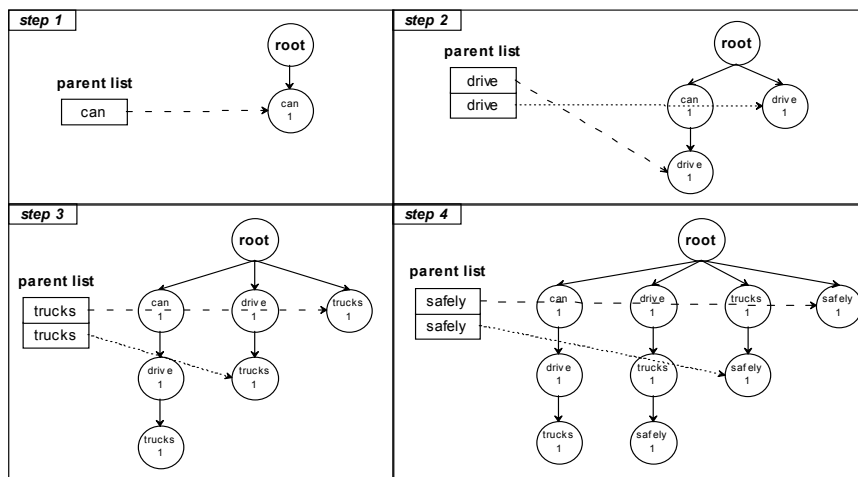 step 1
root
parent list
can
can
1
step 2
root
parent list
drive
drive
can
1
drive
1
drive
1
step 3
root
parent list
trucks
trucks
can
1
drive
1
trucks
1
drive
1
trucks
1
trucks
1
step 4
root
parent list
safely
safely
can
1
drive
1
trucks
1
safely
1
drive
1
trucks
1
safely
1
trucks
1
safely
1